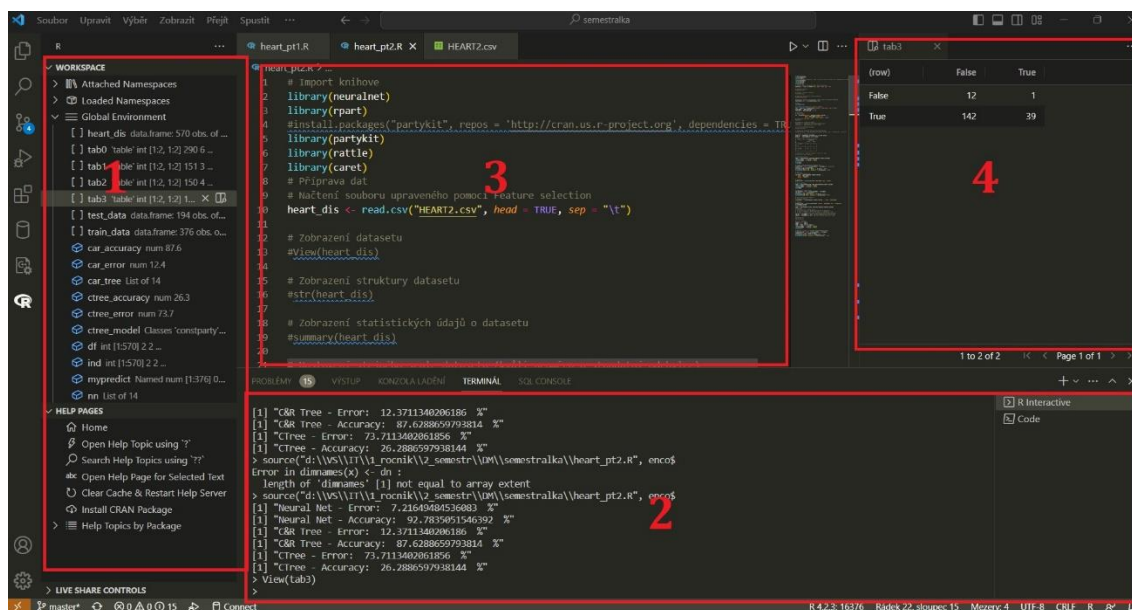 Soubor Upravit Výběr Zobrazit Přejít Spustit ··· semestralka
R ···
WORKSPACE
Attached Namespaces
Loaded Namespaces
Global Environment
[ ] heart_dis data.frame: 570 obs. of ...
[ ] tab0 'table' int [1:2, 1:2] 290 6 ...
[ ] tab1 'table' int [1:2, 1:2] 151 3 ...
[ ] tab2 'table' int [1:2, 1:2] 150 4 ...
[ ] tab3 'table' int [1:2, 1:2] 1...
[ ] test_data data.frame: 194 obs. of...
[ ] train_data data.frame: 376 obs. o...
car_accuracy num 87.6
car_error num 12.4
car_tree List of 14
ctree_accuracy num 26.3
ctree_error num 73.7
ctree_model Classes 'constparty'...
df int [1:570] 2 2 ...
ind int [1:570] 2 2 ...
mypredict Named num [1:376] 0...
nn List of 14
1
HELP PAGES
Home
Open Help Topic using '?'
Search Help Topics using '??'
abc Open Help Page for Selected Text
Clear Cache & Restart Help Server
Install CRAN Package
Help Topics by Package
LIVE SHARE CONTROLS
heart_pt1.R heart_pt2.R HEART2.csv
heart_pt2.R > ...
1 # Import knihove
2 library(neuralnet)
3 library(rpart)
4 #install.packages("partykit", repos = 'http://cran.us.r-project.org', dependencies = TR
5 library(partykit)
6 library(rattle)
7 library(caret)
8 # Příprava dat
9 # Načtení souboru upraveného pomocí Feature selection
10 heart_dis <- read.csv("HEART2.csv", head = TRUE, sep = "\t")
11
12 # Zobrazení datasetu
13 #View(heart_dis)
14
15 # Zobrazení struktury datasetu
16 #str(heart_dis)
17
18 # Zobrazení statistických údajů o datasetu
19 #summary(heart_dis)
20
21
3
tab3
(row) False True
False 12 1
True 142 39
4
1 to 2 of 2 Page 1 of 1
PROBLÉMY 15 VÝSTUP KONZOLA LADĚNÍ TERMINÁL SQL CONSOLE
[1] "C&R Tree - Error: 12.3711340206186 %"
[1] "C&R Tree - Accuracy: 87.6288659793814 %"
[1] "CTree - Error: 73.7113402061856 %"
[1] "CTree - Accuracy: 26.2886597938144 %"
> source("d:\\VS\\IT\\1_rocnik\\2_semestr\\DM\\semestralka\\heart_pt2.R", enco$
Error in dimnames(x) <- dn :
length of 'dimnames' [1] not equal to array extent
> source("d:\\VS\\IT\\1_rocnik\\2_semestr\\DM\\semestralka\\heart_pt2.R", enco$
[1] "Neural Net - Error: 7.21649484536083 %"
[1] "Neural Net - Accuracy: 92.7835051546392 %"
[1] "C&R Tree - Error: 12.3711340206186 %"
[1] "C&R Tree - Accuracy: 87.6288659793814 %"
[1] "CTree - Error: 73.7113402061856 %"
[1] "CTree - Accuracy: 26.2886597938144 %"
> View(tab3)
>
2
R Interactive
Code
master* 0 0 0 15 Connect R 4.2.3: 16376 Řádek 22, sloupec 15 Mezery: 4 UTF-8 CRLF R